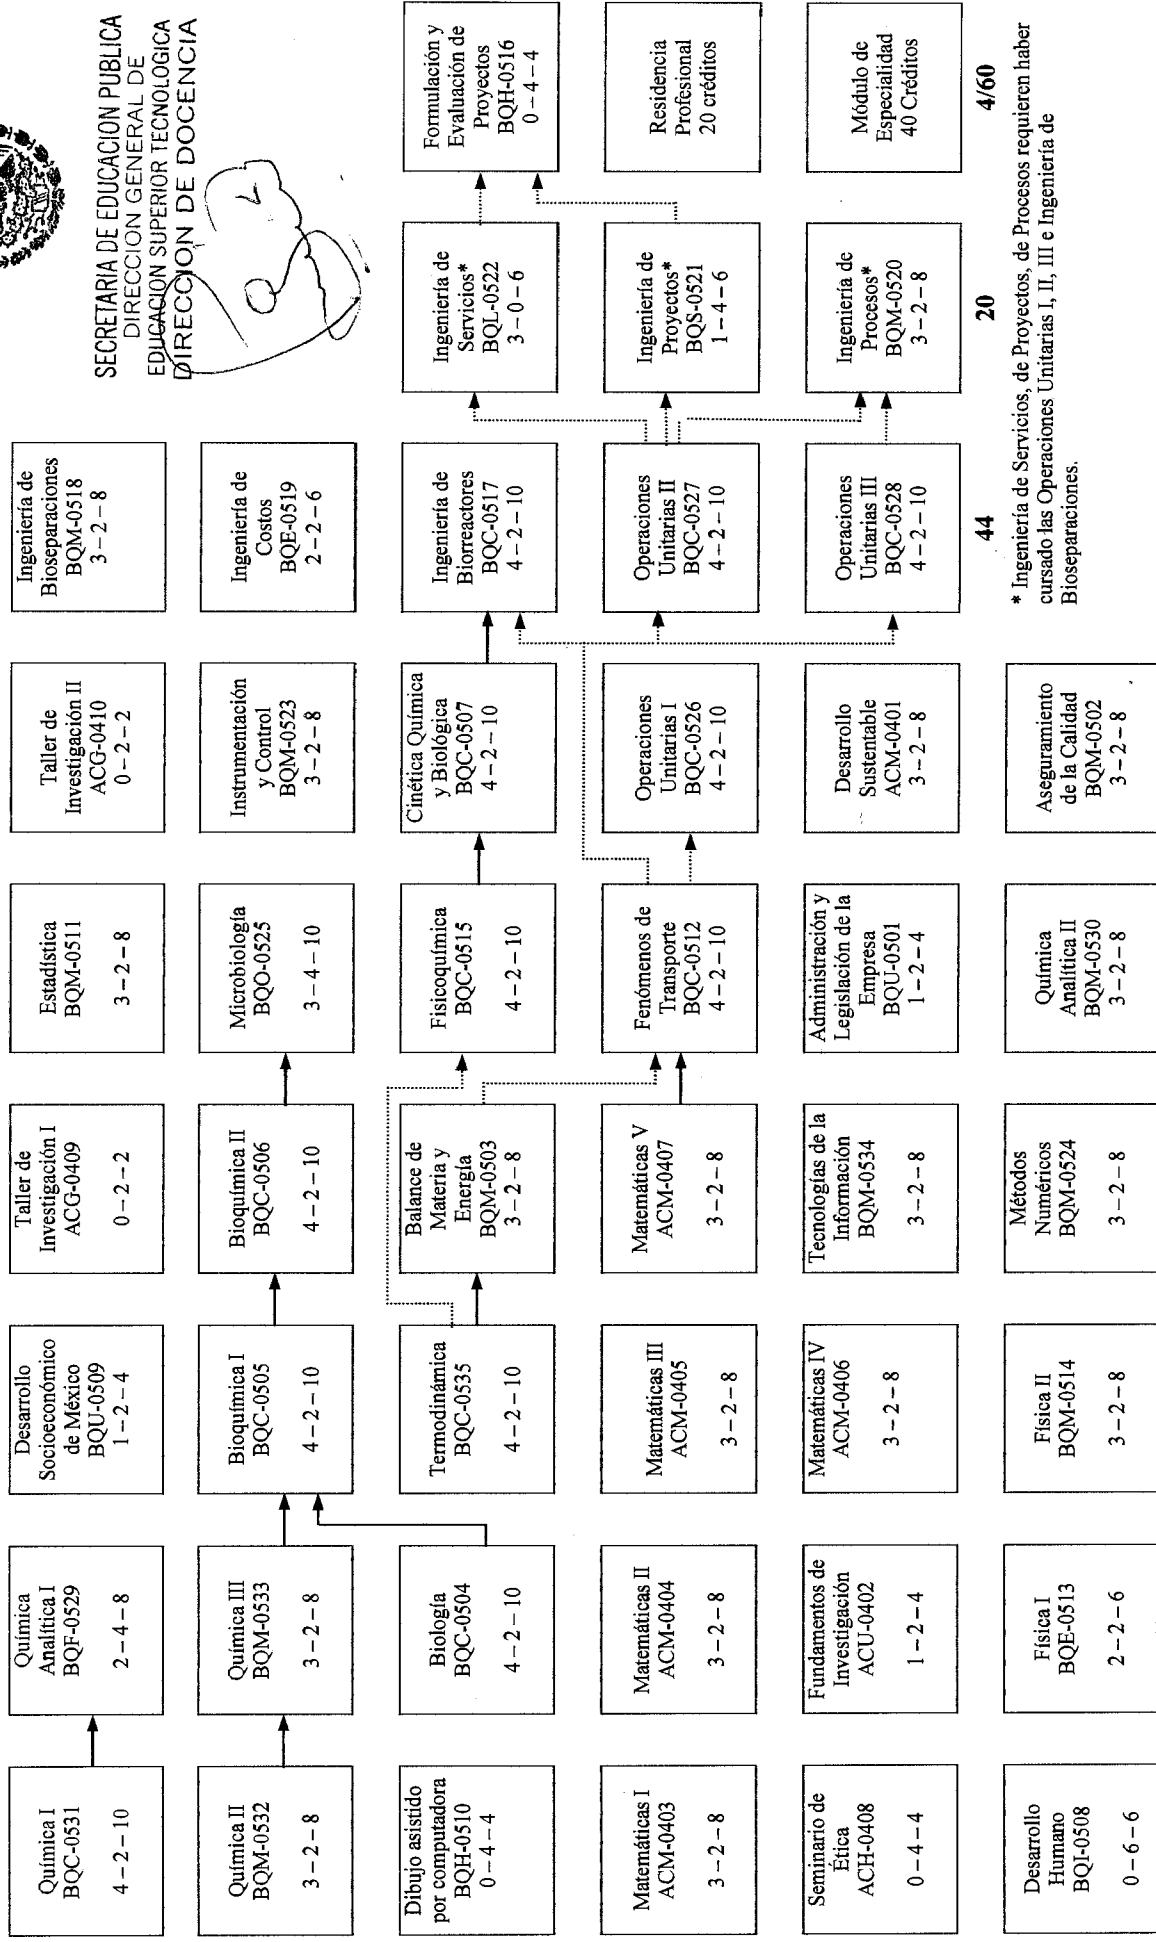 SECRETARIA DE EDUCACION PUBLICA
DIRECCION GENERAL DE
EDUCACION SUPERIOR TECNOLOGICA
DIRECCION DE DOCENCIA
Química I
BQC-0531
4 – 2 – 10
Química
Analítica I
BQF-0529
2 – 4 – 8
Desarrollo
Socioeconómico
de México
BQU-0509
1 – 2 – 4
Taller de
Investigación I
ACG-0409
0 – 2 – 2
Estadística
BQM-0511
3 – 2 – 8
Taller de
Investigación II
ACG-0410
0 – 2 – 2
Ingeniería de
Bioseparaciones
BQM-0518
3 – 2 – 8
Química II
BQM-0532
3 – 2 – 8
Química III
BQM-0533
3 – 2 – 8
Bioquímica I
BQC-0505
4 – 2 – 10
Bioquímica II
BQC-0506
4 – 2 – 10
Microbiología
BQO-0525
3 – 4 – 10
Instrumentación
y Control
BQM-0523
3 – 2 – 8
Ingeniería de
Costos
BQE-0519
2 – 2 – 6
Dibujo asistido
por computadora
BQH-0510
0 – 4 – 4
Biología
BQC-0504
4 – 2 – 10
Termodinámica
BQC-0535
4 – 2 – 10
Balance de
Materia y
Energía
BQM-0503
3 – 2 – 8
Fisicoquímica
BQC-0515
4 – 2 – 10
Cinética Química
y Biológica
BQC-0507
4 – 2 – 10
Ingeniería de
Biorreactores
BQC-0517
4 – 2 – 10
Ingeniería de
Servicios*
BQL-0522
3 – 0 – 6
Formulación y
Evaluación de
Proyectos
BQH-0516
0 – 4 – 4
Matemáticas I
ACM-0403
3 – 2 – 8
Matemáticas II
ACM-0404
3 – 2 – 8
Matemáticas III
ACM-0405
3 – 2 – 8
Matemáticas V
ACM-0407
3 – 2 – 8
Fenómenos de
Transporte
BQC-0512
4 – 2 – 10
Operaciones
Unitarias I
BQC-0526
4 – 2 – 10
Operaciones
Unitarias II
BQC-0527
4 – 2 – 10
Ingeniería de
Proyectos*
BQS-0521
1 – 4 – 6
Residencia
Profesional
20 créditos
Seminario de
Ética
ACH-0408
0 – 4 – 4
Fundamentos de
Investigación
ACU-0402
1 – 2 – 4
Matemáticas IV
ACM-0406
3 – 2 – 8
Tecnologías de la
Información
BQM-0534
3 – 2 – 8
Administración y
Legislación de la
Empresa
BQU-0501
1 – 2 – 4
Desarrollo
Sustentable
ACM-0401
3 – 2 – 8
Operaciones
Unitarias III
BQC-0528
4 – 2 – 10
Ingeniería de
Procesos*
BQM-0520
3 – 2 – 8
Módulo de
Especialidad
40 Créditos
Desarrollo
Humano
BQI-0508
0 – 6 – 6
Física I
BQE-0513
2 – 2 – 6
Física II
BQM-0514
3 – 2 – 8
Métodos
Numéricos
BQM-0524
3 – 2 – 8
Química
Analítica II
BQM-0530
3 – 2 – 8
Aseguramiento
de la Calidad
BQM-0502
3 – 2 – 8
44
20
4/60
* Ingeniería de Servicios, de Proyectos, de Procesos requieren haber
cursado las Operaciones Unitarias I, II, III e Ingeniería de
Bioseparaciones.